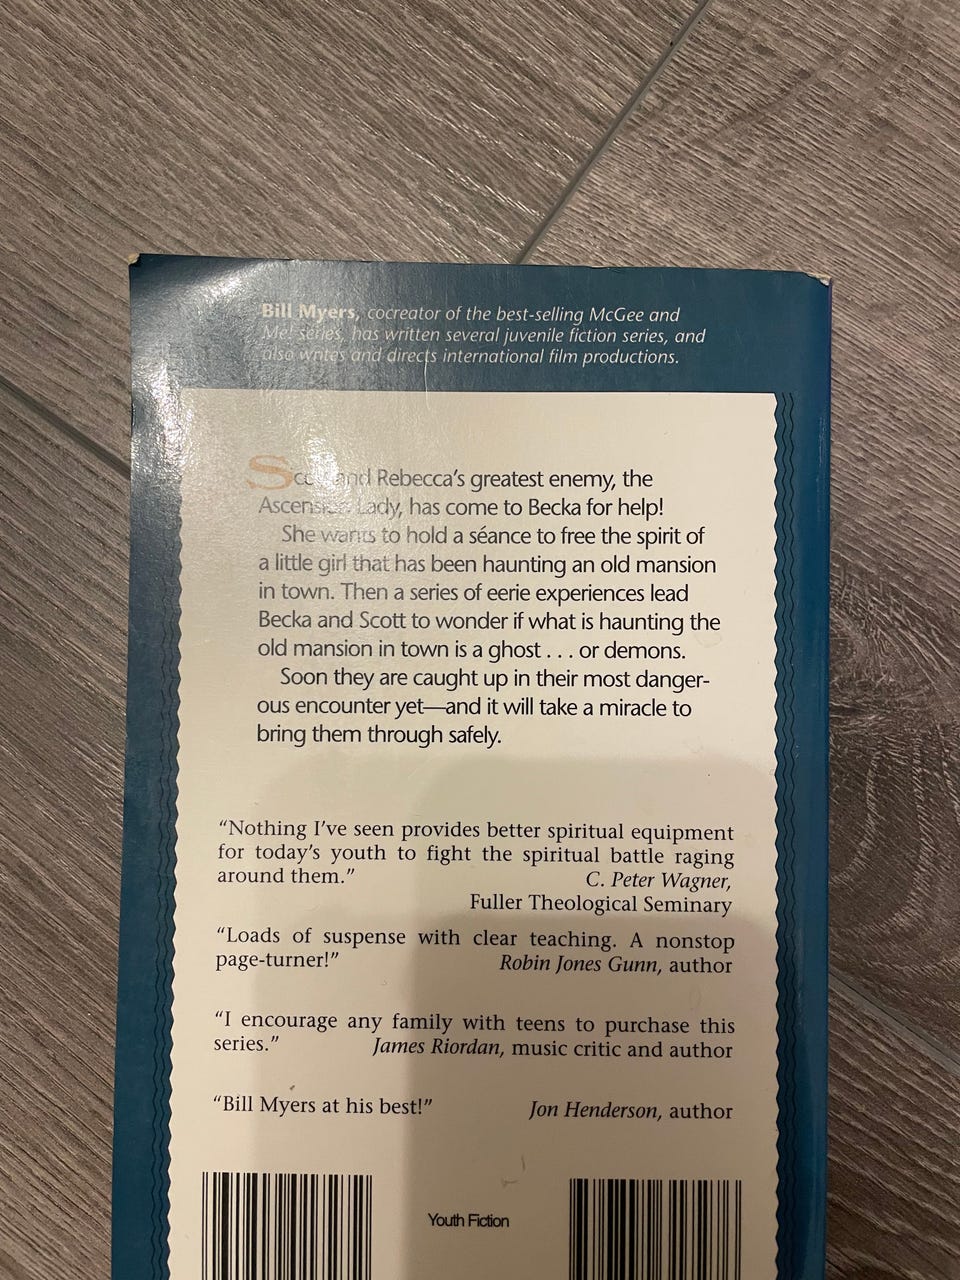 Bill Myers, cocreator of the best-selling McGee and
Me! series, has written several juvenile fiction series, and
also writes and directs international film productions.
Scott and Rebecca's greatest enemy, the
Ascension Lady, has come to Becka for help!
She wants to hold a séance to free the spirit of
a little girl that has been haunting an old mansion
in town. Then a series of eerie experiences lead
Becka and Scott to wonder if what is haunting the
old mansion in town is a ghost . . . or demons.
Soon they are caught up in their most danger-
ous encounter yet—and it will take a miracle to
bring them through safely.
“Nothing I've seen provides better spiritual equipment
for today's youth to fight the spiritual battle raging
around them.” C. Peter Wagner,
Fuller Theological Seminary
“Loads of suspense with clear teaching. A nonstop
page-turner!” Robin Jones Gunn, author
“I encourage any family with teens to purchase this
series.” James Riordan, music critic and author
“Bill Myers at his best!” Jon Henderson, author
Youth Fiction